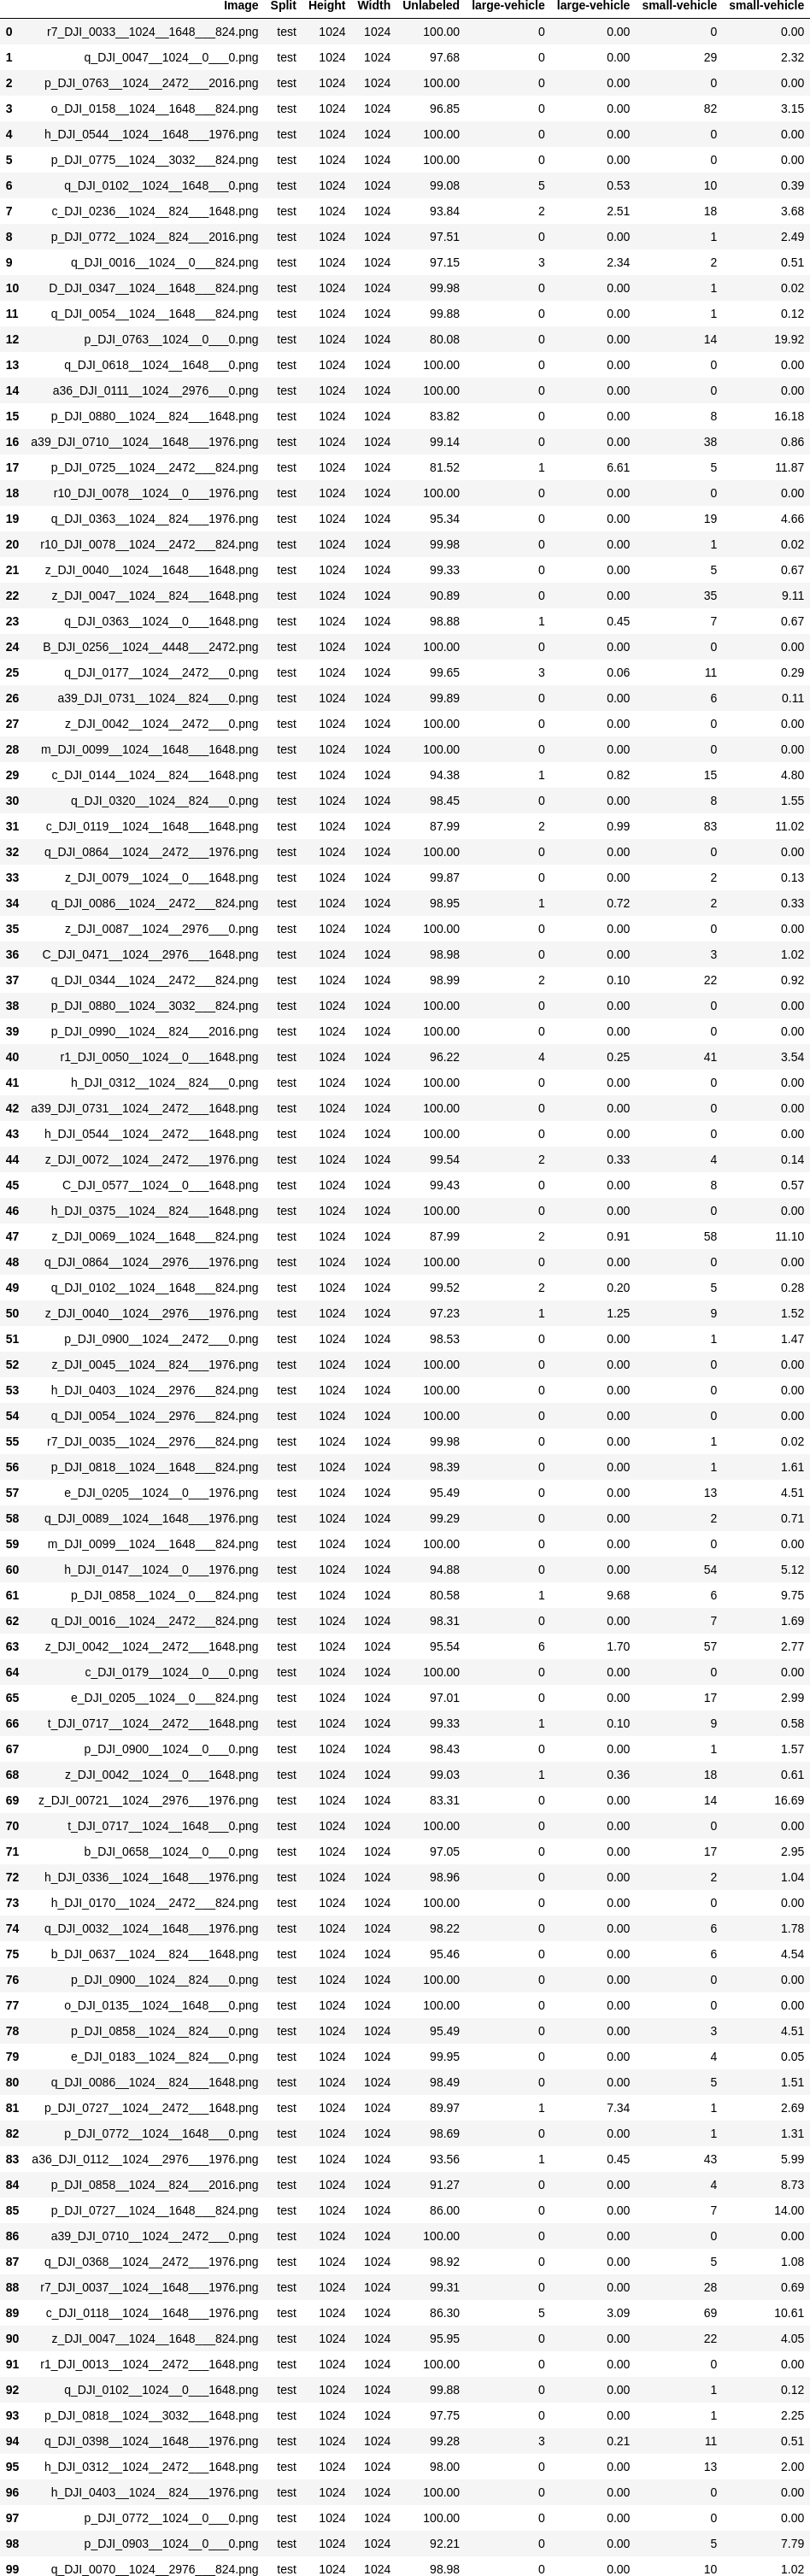 Image Split Height Width Unlabeled large-vehicle large-vehicle small-vehicle small-vehicle
0 r7_DJI_0033__1024__1648___824.png test 1024 1024 100.00 0 0.00 0 0.00
1 q_DJI_0047__1024__0___0.png test 1024 1024 97.68 0 0.00 29 2.32
2 p_DJI_0763__1024__2472___2016.png test 1024 1024 100.00 0 0.00 0 0.00
3 o_DJI_0158__1024__1648___824.png test 1024 1024 96.85 0 0.00 82 3.15
4 h_DJI_0544__1024__1648___1976.png test 1024 1024 100.00 0 0.00 0 0.00
5 p_DJI_0775__1024__3032___824.png test 1024 1024 100.00 0 0.00 0 0.00
6 q_DJI_0102__1024__1648___0.png test 1024 1024 99.08 5 0.53 10 0.39
7 c_DJI_0236__1024__824___1648.png test 1024 1024 93.84 2 2.51 18 3.68
8 p_DJI_0772__1024__824___2016.png test 1024 1024 97.51 0 0.00 1 2.49
9 q_DJI_0016__1024__0___824.png test 1024 1024 97.15 3 2.34 2 0.51
10 D_DJI_0347__1024__1648___824.png test 1024 1024 99.98 0 0.00 1 0.02
11 q_DJI_0054__1024__1648___824.png test 1024 1024 99.88 0 0.00 1 0.12
12 p_DJI_0763__1024__0___0.png test 1024 1024 80.08 0 0.00 14 19.92
13 q_DJI_0618__1024__1648___0.png test 1024 1024 100.00 0 0.00 0 0.00
14 a36_DJI_0111__1024__2976___0.png test 1024 1024 100.00 0 0.00 0 0.00
15 p_DJI_0880__1024__824___1648.png test 1024 1024 83.82 0 0.00 8 16.18
16 a39_DJI_0710__1024__1648___1976.png test 1024 1024 99.14 0 0.00 38 0.86
17 p_DJI_0725__1024__2472___824.png test 1024 1024 81.52 1 6.61 5 11.87
18 r10_DJI_0078__1024__0___1976.png test 1024 1024 100.00 0 0.00 0 0.00
19 q_DJI_0363__1024__824___1976.png test 1024 1024 95.34 0 0.00 19 4.66
20 r10_DJI_0078__1024__2472___824.png test 1024 1024 99.98 0 0.00 1 0.02
21 z_DJI_0040__1024__1648___1648.png test 1024 1024 99.33 0 0.00 5 0.67
22 z_DJI_0047__1024__824___1648.png test 1024 1024 90.89 0 0.00 35 9.11
23 q_DJI_0363__1024__0___1648.png test 1024 1024 98.88 1 0.45 7 0.67
24 B_DJI_0256__1024__4448___2472.png test 1024 1024 100.00 0 0.00 0 0.00
25 q_DJI_0177__1024__2472___0.png test 1024 1024 99.65 3 0.06 11 0.29
26 a39_DJI_0731__1024__824___0.png test 1024 1024 99.89 0 0.00 6 0.11
27 z_DJI_0042__1024__2472___0.png test 1024 1024 100.00 0 0.00 0 0.00
28 m_DJI_0099__1024__1648___1648.png test 1024 1024 100.00 0 0.00 0 0.00
29 c_DJI_0144__1024__824___1648.png test 1024 1024 94.38 1 0.82 15 4.80
30 q_DJI_0320__1024__824___0.png test 1024 1024 98.45 0 0.00 8 1.55
31 c_DJI_0119__1024__1648___1648.png test 1024 1024 87.99 2 0.99 83 11.02
32 q_DJI_0864__1024__2472___1976.png test 1024 1024 100.00 0 0.00 0 0.00
33 z_DJI_0079__1024__0___1648.png test 1024 1024 99.87 0 0.00 2 0.13
34 q_DJI_0086__1024__2472___824.png test 1024 1024 98.95 1 0.72 2 0.33
35 z_DJI_0087__1024__2976___0.png test 1024 1024 100.00 0 0.00 0 0.00
36 C_DJI_0471__1024__2976___1648.png test 1024 1024 98.98 0 0.00 3 1.02
37 q_DJI_0344__1024__2472___824.png test 1024 1024 98.99 2 0.10 22 0.92
38 p_DJI_0880__1024__3032___824.png test 1024 1024 100.00 0 0.00 0 0.00
39 p_DJI_0990__1024__824___2016.png test 1024 1024 100.00 0 0.00 0 0.00
40 r1_DJI_0050__1024__0___1648.png test 1024 1024 96.22 4 0.25 41 3.54
41 h_DJI_0312__1024__824___0.png test 1024 1024 100.00 0 0.00 0 0.00
42 a39_DJI_0731__1024__2472___1648.png test 1024 1024 100.00 0 0.00 0 0.00
43 h_DJI_0544__1024__2472___1648.png test 1024 1024 100.00 0 0.00 0 0.00
44 z_DJI_0072__1024__2472___1976.png test 1024 1024 99.54 2 0.33 4 0.14
45 C_DJI_0577__1024__0___1648.png test 1024 1024 99.43 0 0.00 8 0.57
46 h_DJI_0375__1024__824___1648.png test 1024 1024 100.00 0 0.00 0 0.00
47 z_DJI_0069__1024__1648___824.png test 1024 1024 87.99 2 0.91 58 11.10
48 q_DJI_0864__1024__2976___1976.png test 1024 1024 100.00 0 0.00 0 0.00
49 q_DJI_0102__1024__1648___824.png test 1024 1024 99.52 2 0.20 5 0.28
50 z_DJI_0040__1024__2976___1976.png test 1024 1024 97.23 1 1.25 9 1.52
51 p_DJI_0900__1024__2472___0.png test 1024 1024 98.53 0 0.00 1 1.47
52 z_DJI_0045__1024__824___1976.png test 1024 1024 100.00 0 0.00 0 0.00
53 h_DJI_0403__1024__2976___824.png test 1024 1024 100.00 0 0.00 0 0.00
54 q_DJI_0054__1024__2976___824.png test 1024 1024 100.00 0 0.00 0 0.00
55 r7_DJI_0035__1024__2976___824.png test 1024 1024 99.98 0 0.00 1 0.02
56 p_DJI_0818__1024__1648___824.png test 1024 1024 98.39 0 0.00 1 1.61
57 e_DJI_0205__1024__0___1976.png test 1024 1024 95.49 0 0.00 13 4.51
58 q_DJI_0089__1024__1648___1976.png test 1024 1024 99.29 0 0.00 2 0.71
59 m_DJI_0099__1024__1648___824.png test 1024 1024 100.00 0 0.00 0 0.00
60 h_DJI_0147__1024__0___1976.png test 1024 1024 94.88 0 0.00 54 5.12
61 p_DJI_0858__1024__0___824.png test 1024 1024 80.58 1 9.68 6 9.75
62 q_DJI_0016__1024__2472___824.png test 1024 1024 98.31 0 0.00 7 1.69
63 z_DJI_0042__1024__2472___1648.png test 1024 1024 95.54 6 1.70 57 2.77
64 c_DJI_0179__1024__0___0.png test 1024 1024 100.00 0 0.00 0 0.00
65 e_DJI_0205__1024__0___824.png test 1024 1024 97.01 0 0.00 17 2.99
66 t_DJI_0717__1024__2472___1648.png test 1024 1024 99.33 1 0.10 9 0.58
67 p_DJI_0900__1024__0___0.png test 1024 1024 98.43 0 0.00 1 1.57
68 z_DJI_0042__1024__0___1648.png test 1024 1024 99.03 1 0.36 18 0.61
69 z_DJI_00721__1024__2976___1976.png test 1024 1024 83.31 0 0.00 14 16.69
70 t_DJI_0717__1024__1648___0.png test 1024 1024 100.00 0 0.00 0 0.00
71 b_DJI_0658__1024__0___0.png test 1024 1024 97.05 0 0.00 17 2.95
72 h_DJI_0336__1024__1648___1976.png test 1024 1024 98.96 0 0.00 2 1.04
73 h_DJI_0170__1024__2472___824.png test 1024 1024 100.00 0 0.00 0 0.00
74 q_DJI_0032__1024__1648___1976.png test 1024 1024 98.22 0 0.00 6 1.78
75 b_DJI_0637__1024__824___1648.png test 1024 1024 95.46 0 0.00 6 4.54
76 p_DJI_0900__1024__824___0.png test 1024 1024 100.00 0 0.00 0 0.00
77 o_DJI_0135__1024__1648___0.png test 1024 1024 100.00 0 0.00 0 0.00
78 p_DJI_0858__1024__824___0.png test 1024 1024 95.49 0 0.00 3 4.51
79 e_DJI_0183__1024__824___0.png test 1024 1024 99.95 0 0.00 4 0.05
80 q_DJI_0086__1024__824___1648.png test 1024 1024 98.49 0 0.00 5 1.51
81 p_DJI_0727__1024__2472___1648.png test 1024 1024 89.97 1 7.34 1 2.69
82 p_DJI_0772__1024__1648___0.png test 1024 1024 98.69 0 0.00 1 1.31
83 a36_DJI_0112__1024__2976___1976.png test 1024 1024 93.56 1 0.45 43 5.99
84 p_DJI_0858__1024__824___2016.png test 1024 1024 91.27 0 0.00 4 8.73
85 p_DJI_0727__1024__1648___824.png test 1024 1024 86.00 0 0.00 7 14.00
86 a39_DJI_0710__1024__2472___0.png test 1024 1024 100.00 0 0.00 0 0.00
87 q_DJI_0368__1024__2472___1976.png test 1024 1024 98.92 0 0.00 5 1.08
88 r7_DJI_0037__1024__1648___1976.png test 1024 1024 99.31 0 0.00 28 0.69
89 c_DJI_0118__1024__1648___1976.png test 1024 1024 86.30 5 3.09 69 10.61
90 z_DJI_0047__1024__1648___824.png test 1024 1024 95.95 0 0.00 22 4.05
91 r1_DJI_0013__1024__2472___1648.png test 1024 1024 100.00 0 0.00 0 0.00
92 q_DJI_0102__1024__0___1648.png test 1024 1024 99.88 0 0.00 1 0.12
93 p_DJI_0818__1024__3032___1648.png test 1024 1024 97.75 0 0.00 1 2.25
94 q_DJI_0398__1024__1648___1976.png test 1024 1024 99.28 3 0.21 11 0.51
95 h_DJI_0312__1024__2472___1648.png test 1024 1024 98.00 0 0.00 13 2.00
96 h_DJI_0403__1024__824___1976.png test 1024 1024 100.00 0 0.00 0 0.00
97 p_DJI_0772__1024__0___0.png test 1024 1024 100.00 0 0.00 0 0.00
98 p_DJI_0903__1024__0___0.png test 1024 1024 92.21 0 0.00 5 7.79
99 q_DJI_0070__1024__2976___824.png test 1024 1024 98.98 0 0.00 10 1.02